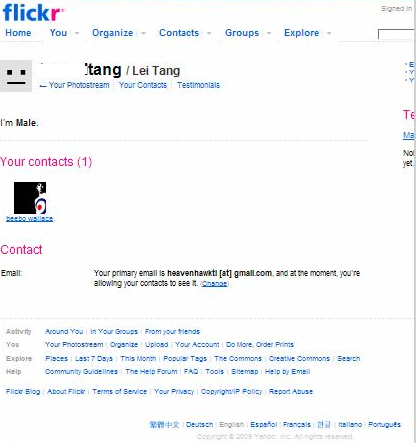 flickr
Signed in
Home You Organize Contacts Groups Explore
tang / Lei Tang
← Your Photostream Your Contacts Testimonials
I'm Male.
Your contacts (1)
beebo wallace
Contact
Email: Your primary email is heavenhawkti [at] gmail.com, and at the moment, you're
allowing your contacts to see it. (Change)
Activity Around You | In Your Groups | From your friends
You Your Photostream | Organize | Upload | Your Account | Do More, Order Prints
Explore Places | Last 7 Days | This Month | Popular Tags | The Commons | Creative Commons | Search
Help Community Guidelines | The Help Forum | FAQ | Tools | Sitemap | Help by Email
Flickr Blog | About Flickr | Terms of Service | Your Privacy | Copyright/IP Policy | Report Abuse
繁體中文 | Deutsch | English | Español | Français | 한글 | Italiano | Português
Copyright © 2009 Yahoo! Inc. All rights reserved.
E
Y
Y
Te
Ma
No
yet.